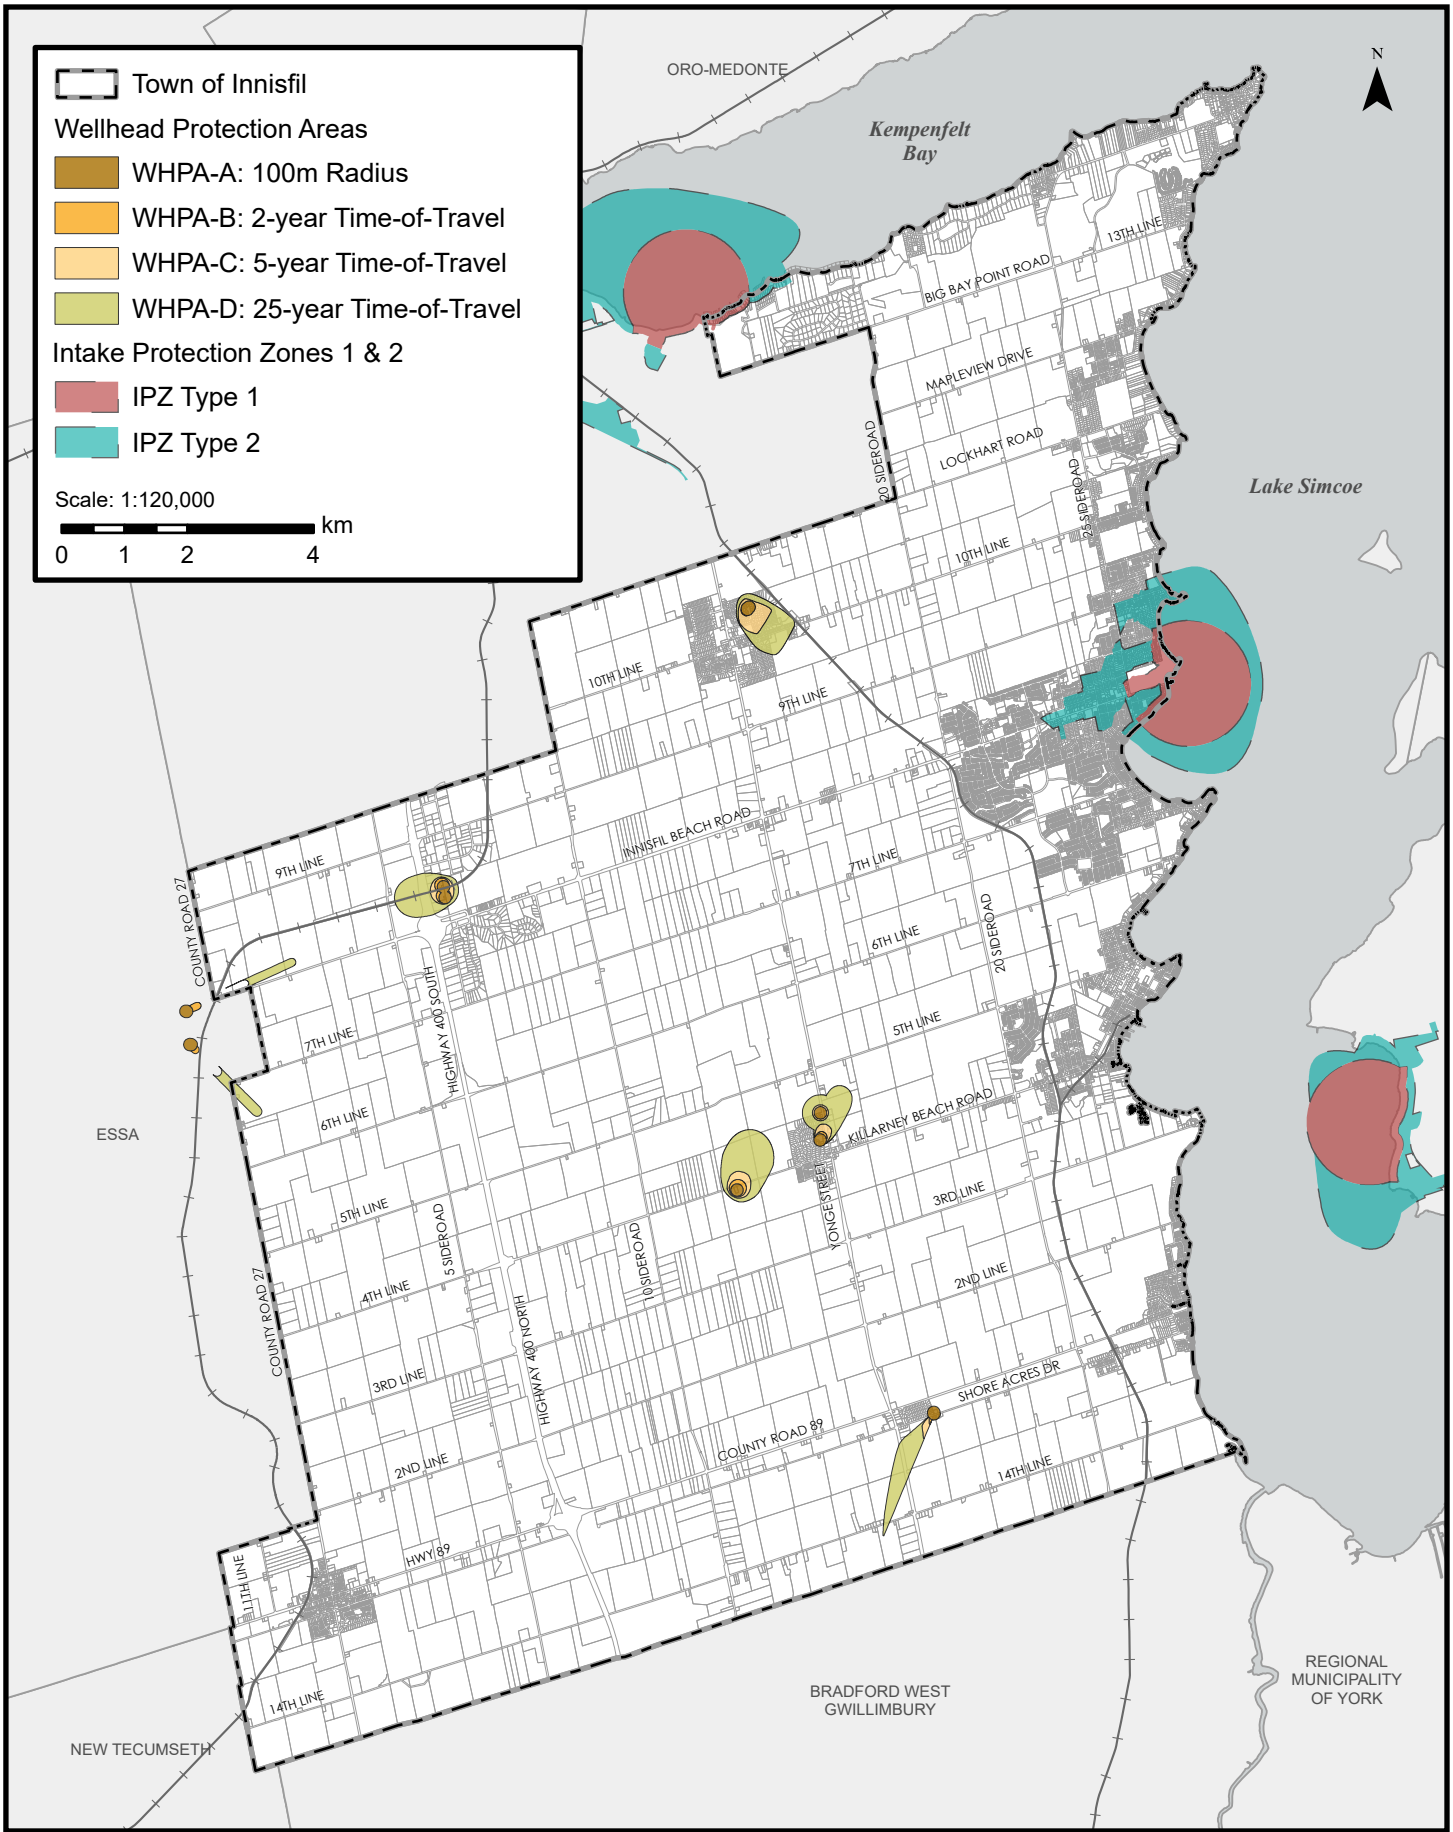 Town of Innisfil
Wellhead Protection Areas
WHPA-A: 100m Radius
WHPA-B: 2-year Time-of-Travel
WHPA-C: 5-year Time-of-Travel
WHPA-D: 25-year Time-of-Travel
Intake Protection Zones 1 & 2
IPZ Type 1
IPZ Type 2
Scale: 1:120,000
km
0 1 2 4
N
ORO-MEDONTE
Kempenfelt
Bay
13TH LINE
BIG BAY POINT ROAD
MAPLEVIEW DRIVE
LOCKHART ROAD
20 SIDEROAD
25 SIDEROAD
Lake Simcoe
10TH LINE
10TH LINE
9TH LINE
INNISFIL BEACH ROAD
9TH LINE
7TH LINE
COUNTY ROAD 27
6TH LINE
20 SIDEROAD
HIGHWAY 400 SOUTH
7TH LINE
5TH LINE
6TH LINE
KILLARNEY BEACH ROAD
ESSA
5TH LINE
3RD LINE
YONGE STREET
5 SIDEROAD
10 SIDEROAD
4TH LINE
2ND LINE
COUNTY ROAD 27
HIGHWAY 400 NORTH
3RD LINE
SHORE ACRES DR
COUNTY ROAD 89
2ND LINE
14TH LINE
HWY 89
11TH LINE
14TH LINE
REGIONAL
MUNICIPALITY
OF YORK
BRADFORD WEST
GWILLIMBURY
NEW TECUMSETH